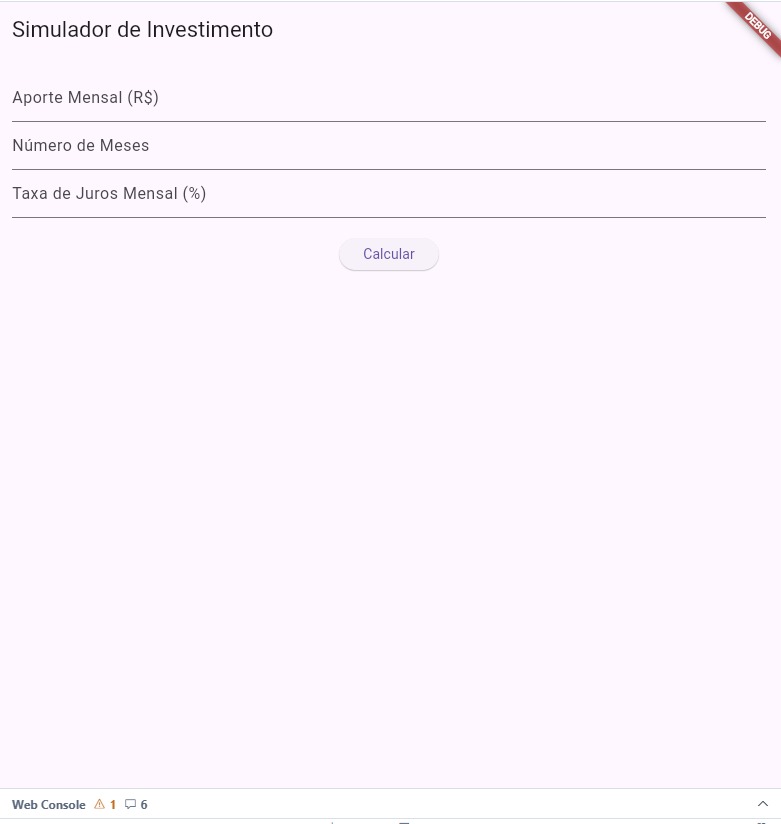 Simulador de Investimento
DEBUG
Aporte Mensal (R$)
Número de Meses
Taxa de Juros Mensal (%)
Calcular
Web Console 1 6